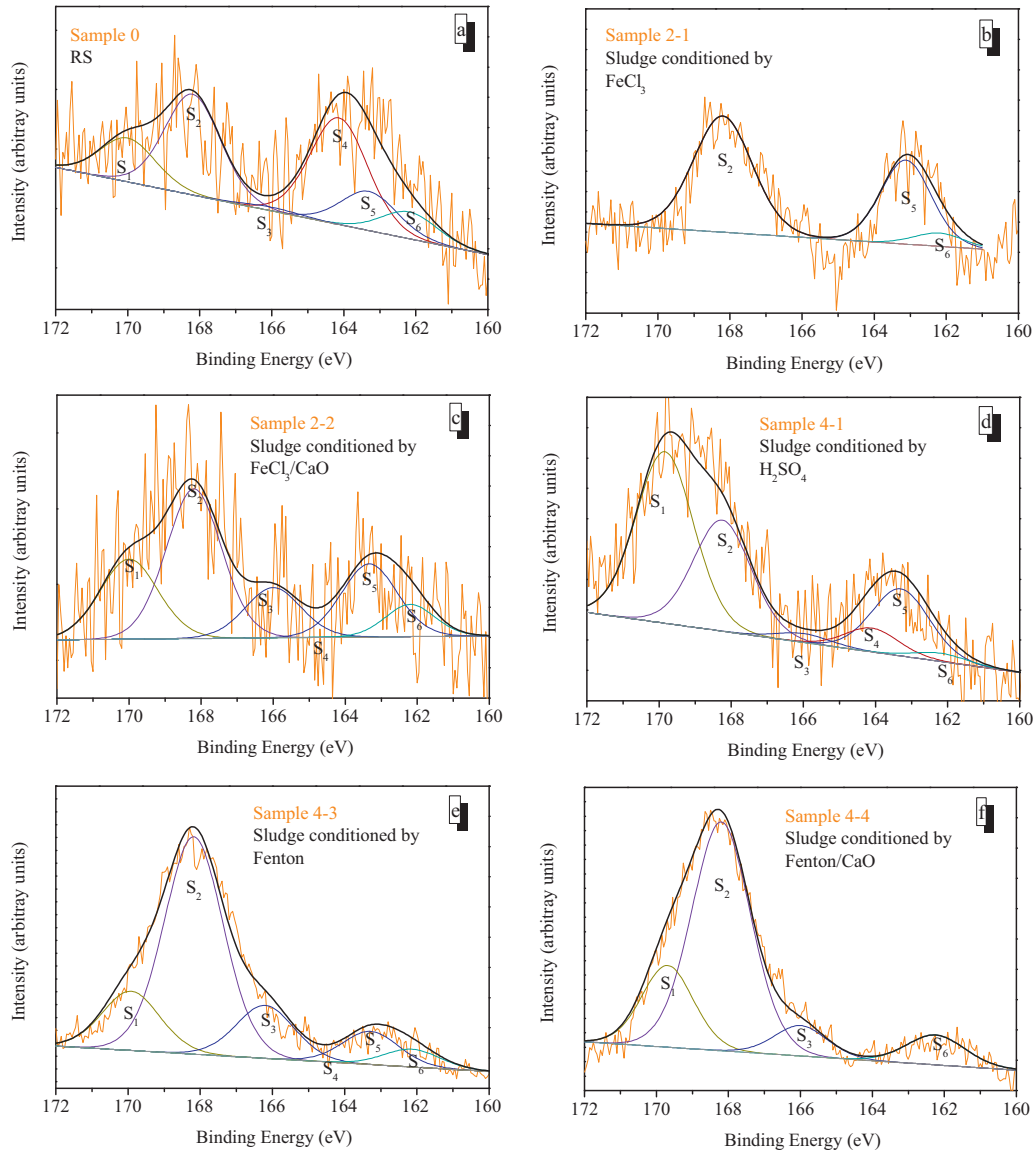 a
Sample 0
RS
S1
S2
S3
S4
S5
S6
Intensity (arbitray units)
172 170 168 166 164 162 160
Binding Energy (eV)
b
Sample 2-1
Sludge conditioned by
FeCl3
S2
S5
S6
Intensity (arbitray units)
172 170 168 166 164 162 160
Binding Energy (eV)
c
Sample 2-2
Sludge conditioned by
FeCl3/CaO
S1
S2
S3
S4
S5
S6
Intensity (arbitray units)
172 170 168 166 164 162 160
Binding Energy (eV)
d
Sample 4-1
Sludge conditioned by
H2SO4
S1
S2
S3
S4
S5
S6
Intensity (arbitray units)
172 170 168 166 164 162 160
Binding Energy (eV)
e
Sample 4-3
Sludge conditioned by
Fenton
S1
S2
S3
S4
S5
S6
Intensity (arbitray units)
172 170 168 166 164 162 160
Binding Energy (eV)
f
Sample 4-4
Sludge conditioned by
Fenton/CaO
S1
S2
S3
S6
Intensity (arbitray units)
172 170 168 166 164 162 160
Binding Energy (eV)